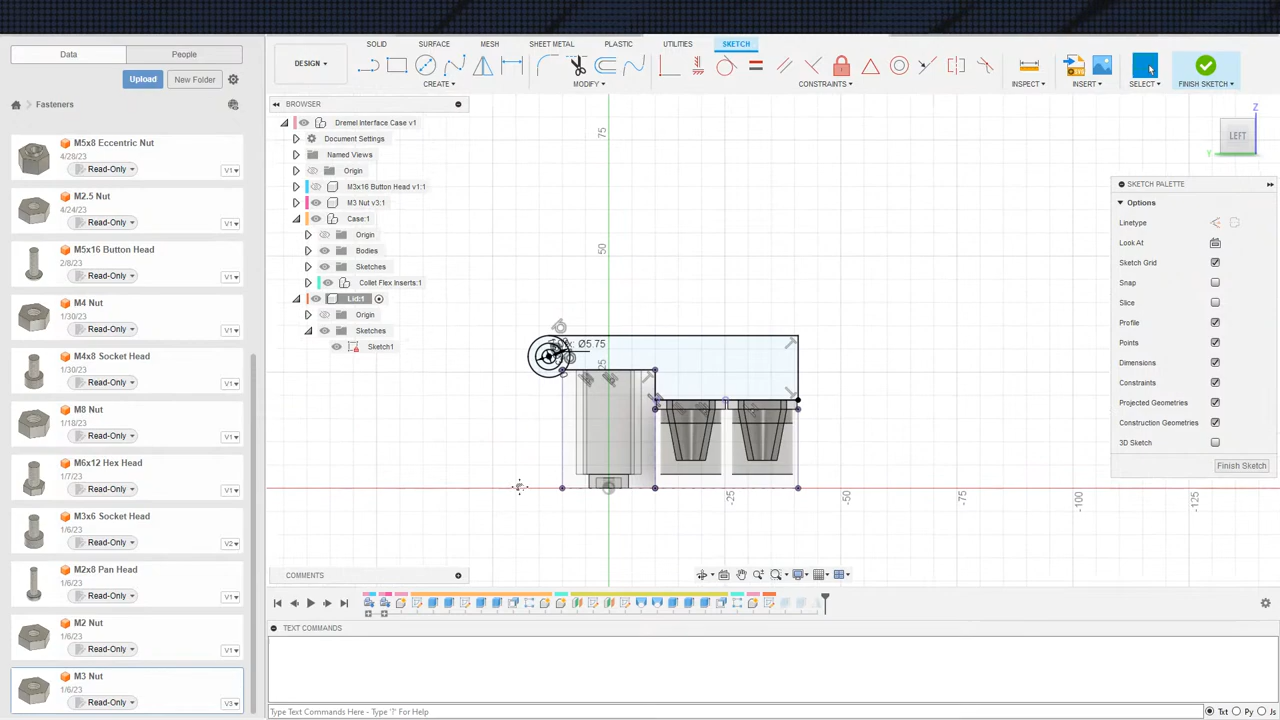 Data
People
Upload
New Folder
Fasteners
M5x8 Eccentric Nut
4/28/23
Read-Only
V1
M2.5 Nut
4/24/23
Read-Only
V1
M5x16 Button Head
2/8/23
Read-Only
V1
M4 Nut
1/30/23
Read-Only
V1
M4x8 Socket Head
1/30/23
Read-Only
V1
M8 Nut
1/18/23
Read-Only
V1
M6x12 Hex Head
1/7/23
Read-Only
V1
M3x6 Socket Head
1/6/23
Read-Only
V2
M2x8 Pan Head
1/6/23
Read-Only
V1
M2 Nut
1/6/23
Read-Only
V1
M3 Nut
1/6/23
Read-Only
V3
SOLID
SURFACE
MESH
SHEET METAL
PLASTIC
UTILITIES
SKETCH
DESIGN
CREATE
MODIFY
CONSTRAINTS
INSPECT
INSERT
SELECT
FINISH SKETCH
BROWSER
Dremel Interface Case v1
Document Settings
Named Views
Origin
M3x16 Button Head v1:1
M3 Nut v3:1
Case:1
Origin
Bodies
Sketches
Collet Flex Inserts:1
Lid:1
Origin
Sketches
Sketch1
75
50
25
Ø5.75
-25
-50
-75
-100
-125
Z
LEFT
Y
SKETCH PALETTE
Options
Linetype
Look At
Sketch Grid
Snap
Slice
Profile
Points
Dimensions
Constraints
Projected Geometries
Construction Geometries
3D Sketch
Finish Sketch
COMMENTS
TEXT COMMANDS
Type Text Commands Here - Type '?' For Help
Txt
Py
Js